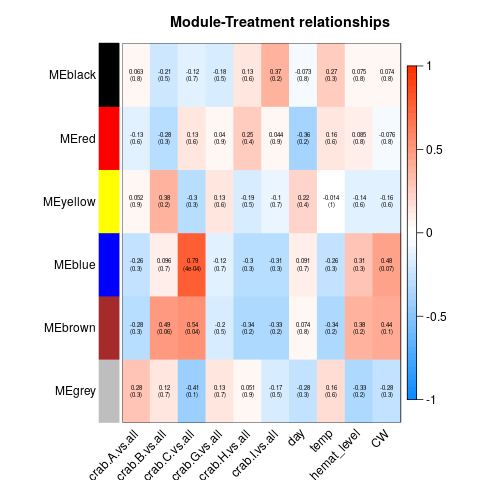 Module-Treatment relationships
MEblack
0.063 -0.21 -0.12 -0.18 0.13 0.37 -0.073 0.27 0.075 0.074
(0.8) (0.5) (0.7) (0.5) (0.6) (0.2) (0.8) (0.3) (0.8) (0.8)
MEred
-0.13 -0.28 0.13 0.04 0.25 0.044 -0.36 0.16 0.085 -0.076
(0.6) (0.3) (0.6) (0.9) (0.4) (0.9) (0.2) (0.6) (0.8) (0.8)
MEyellow
0.052 0.38 -0.3 0.13 -0.19 -0.1 0.22 -0.014 -0.14 -0.16
(0.9) (0.2) (0.3) (0.6) (0.5) (0.7) (0.4) (1) (0.6) (0.6)
MEblue
-0.26 0.096 0.79 -0.12 -0.3 -0.31 0.091 -0.26 0.31 0.48
(0.3) (0.7) (4e-04) (0.7) (0.3) (0.3) (0.7) (0.3) (0.3) (0.07)
MEbrown
-0.28 0.49 0.54 -0.2 -0.34 -0.33 0.074 -0.34 0.38 0.44
(0.3) (0.06) (0.04) (0.5) (0.2) (0.2) (0.8) (0.2) (0.2) (0.1)
MEgrey
0.28 0.12 -0.41 0.13 0.051 -0.17 -0.28 0.16 -0.33 -0.28
(0.3) (0.7) (0.1) (0.7) (0.9) (0.5) (0.3) (0.6) (0.2) (0.3)
crab.A.vs.all
crab.B.vs.all
crab.C.vs.all
crab.G.vs.all
crab.H.vs.all
crab.I.vs.all
day
temp
hemat_level
CW
1
0.5
0
-0.5
-1